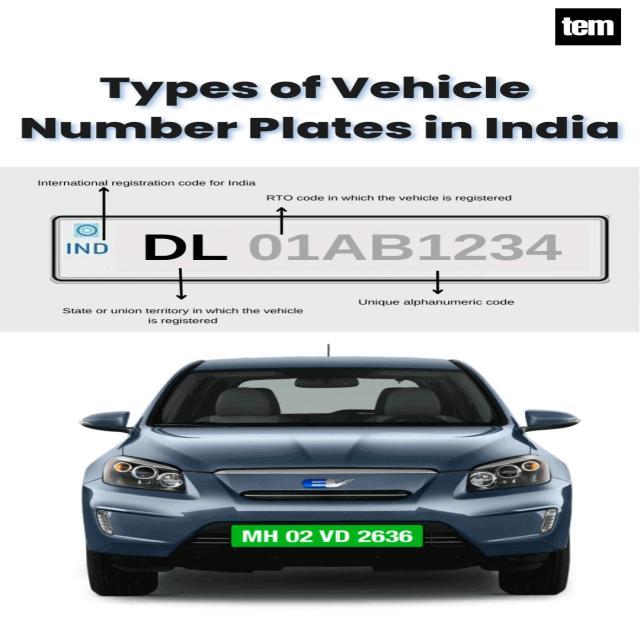 tem
Types of Vehicle
Number Plates in India
International registration code for India
RTO code in which the vehicle is registered
IND
DL 01AB1234
State or union territory in which the vehicle
is registered
Unique alphanumeric code
EV
MH 02 VD 2636